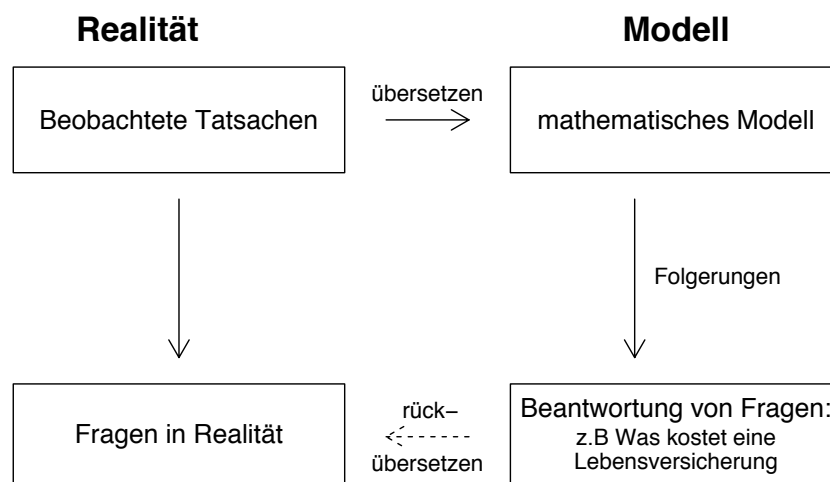 Realität
Modell
Beobachtete Tatsachen
übersetzen
mathematisches Modell
Folgerungen
Fragen in Realität
rück–
übersetzen
Beantwortung von Fragen:
z.B Was kostet eine
Lebensversicherung